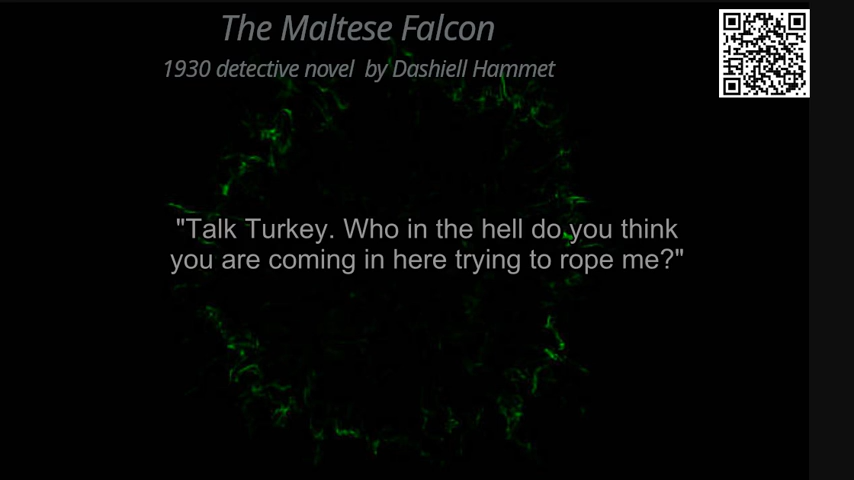 The Maltese Falcon
1930 detective novel by Dashiell Hammet
"Talk Turkey. Who in the hell do you think
you are coming in here trying to rope me?"